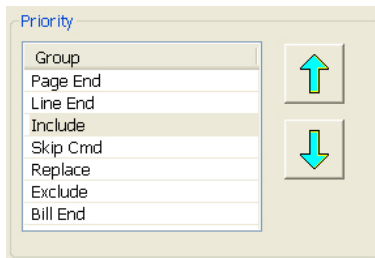 Priority
Group
Page End
Line End
Include
Skip Cmd
Replace
Exclude
Bill End